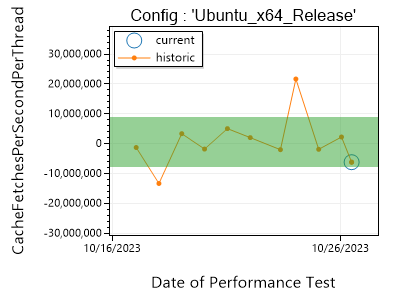 Config : 'Ubuntu_x64_Release'
CacheFetchesPerSecondPerThread
current
historic
30,000,000
20,000,000
10,000,000
0
-10,000,000
-20,000,000
-30,000,000
10/16/2023
10/26/2023
Date of Performance Test